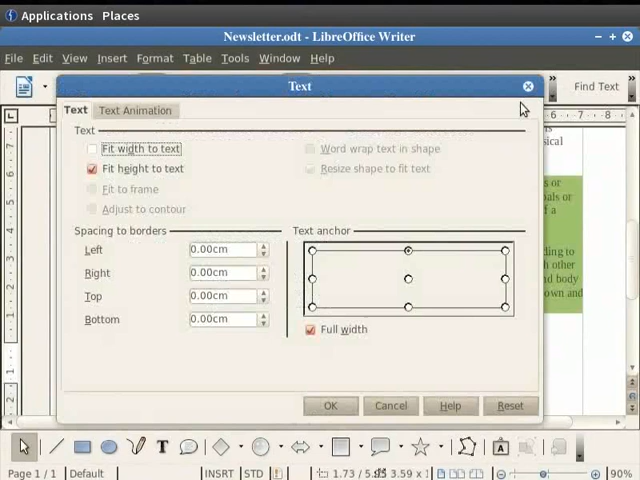 Applications Places
Newsletter.odt - LibreOffice Writer
File Edit View Insert Format Table Tools Window Help
Text
Find Text
Text Text Animation
Text
Fit width to text
Word wrap text in shape
Fit height to text
Resize shape to fit text
Fit to frame
Adjust to contour
Spacing to borders
Text anchor
Left 0.00cm
Right 0.00cm
Top 0.00cm
Bottom 0.00cm
Full width
OK Cancel Help Reset
Page 1 / 1 Default INSRT STD 90%